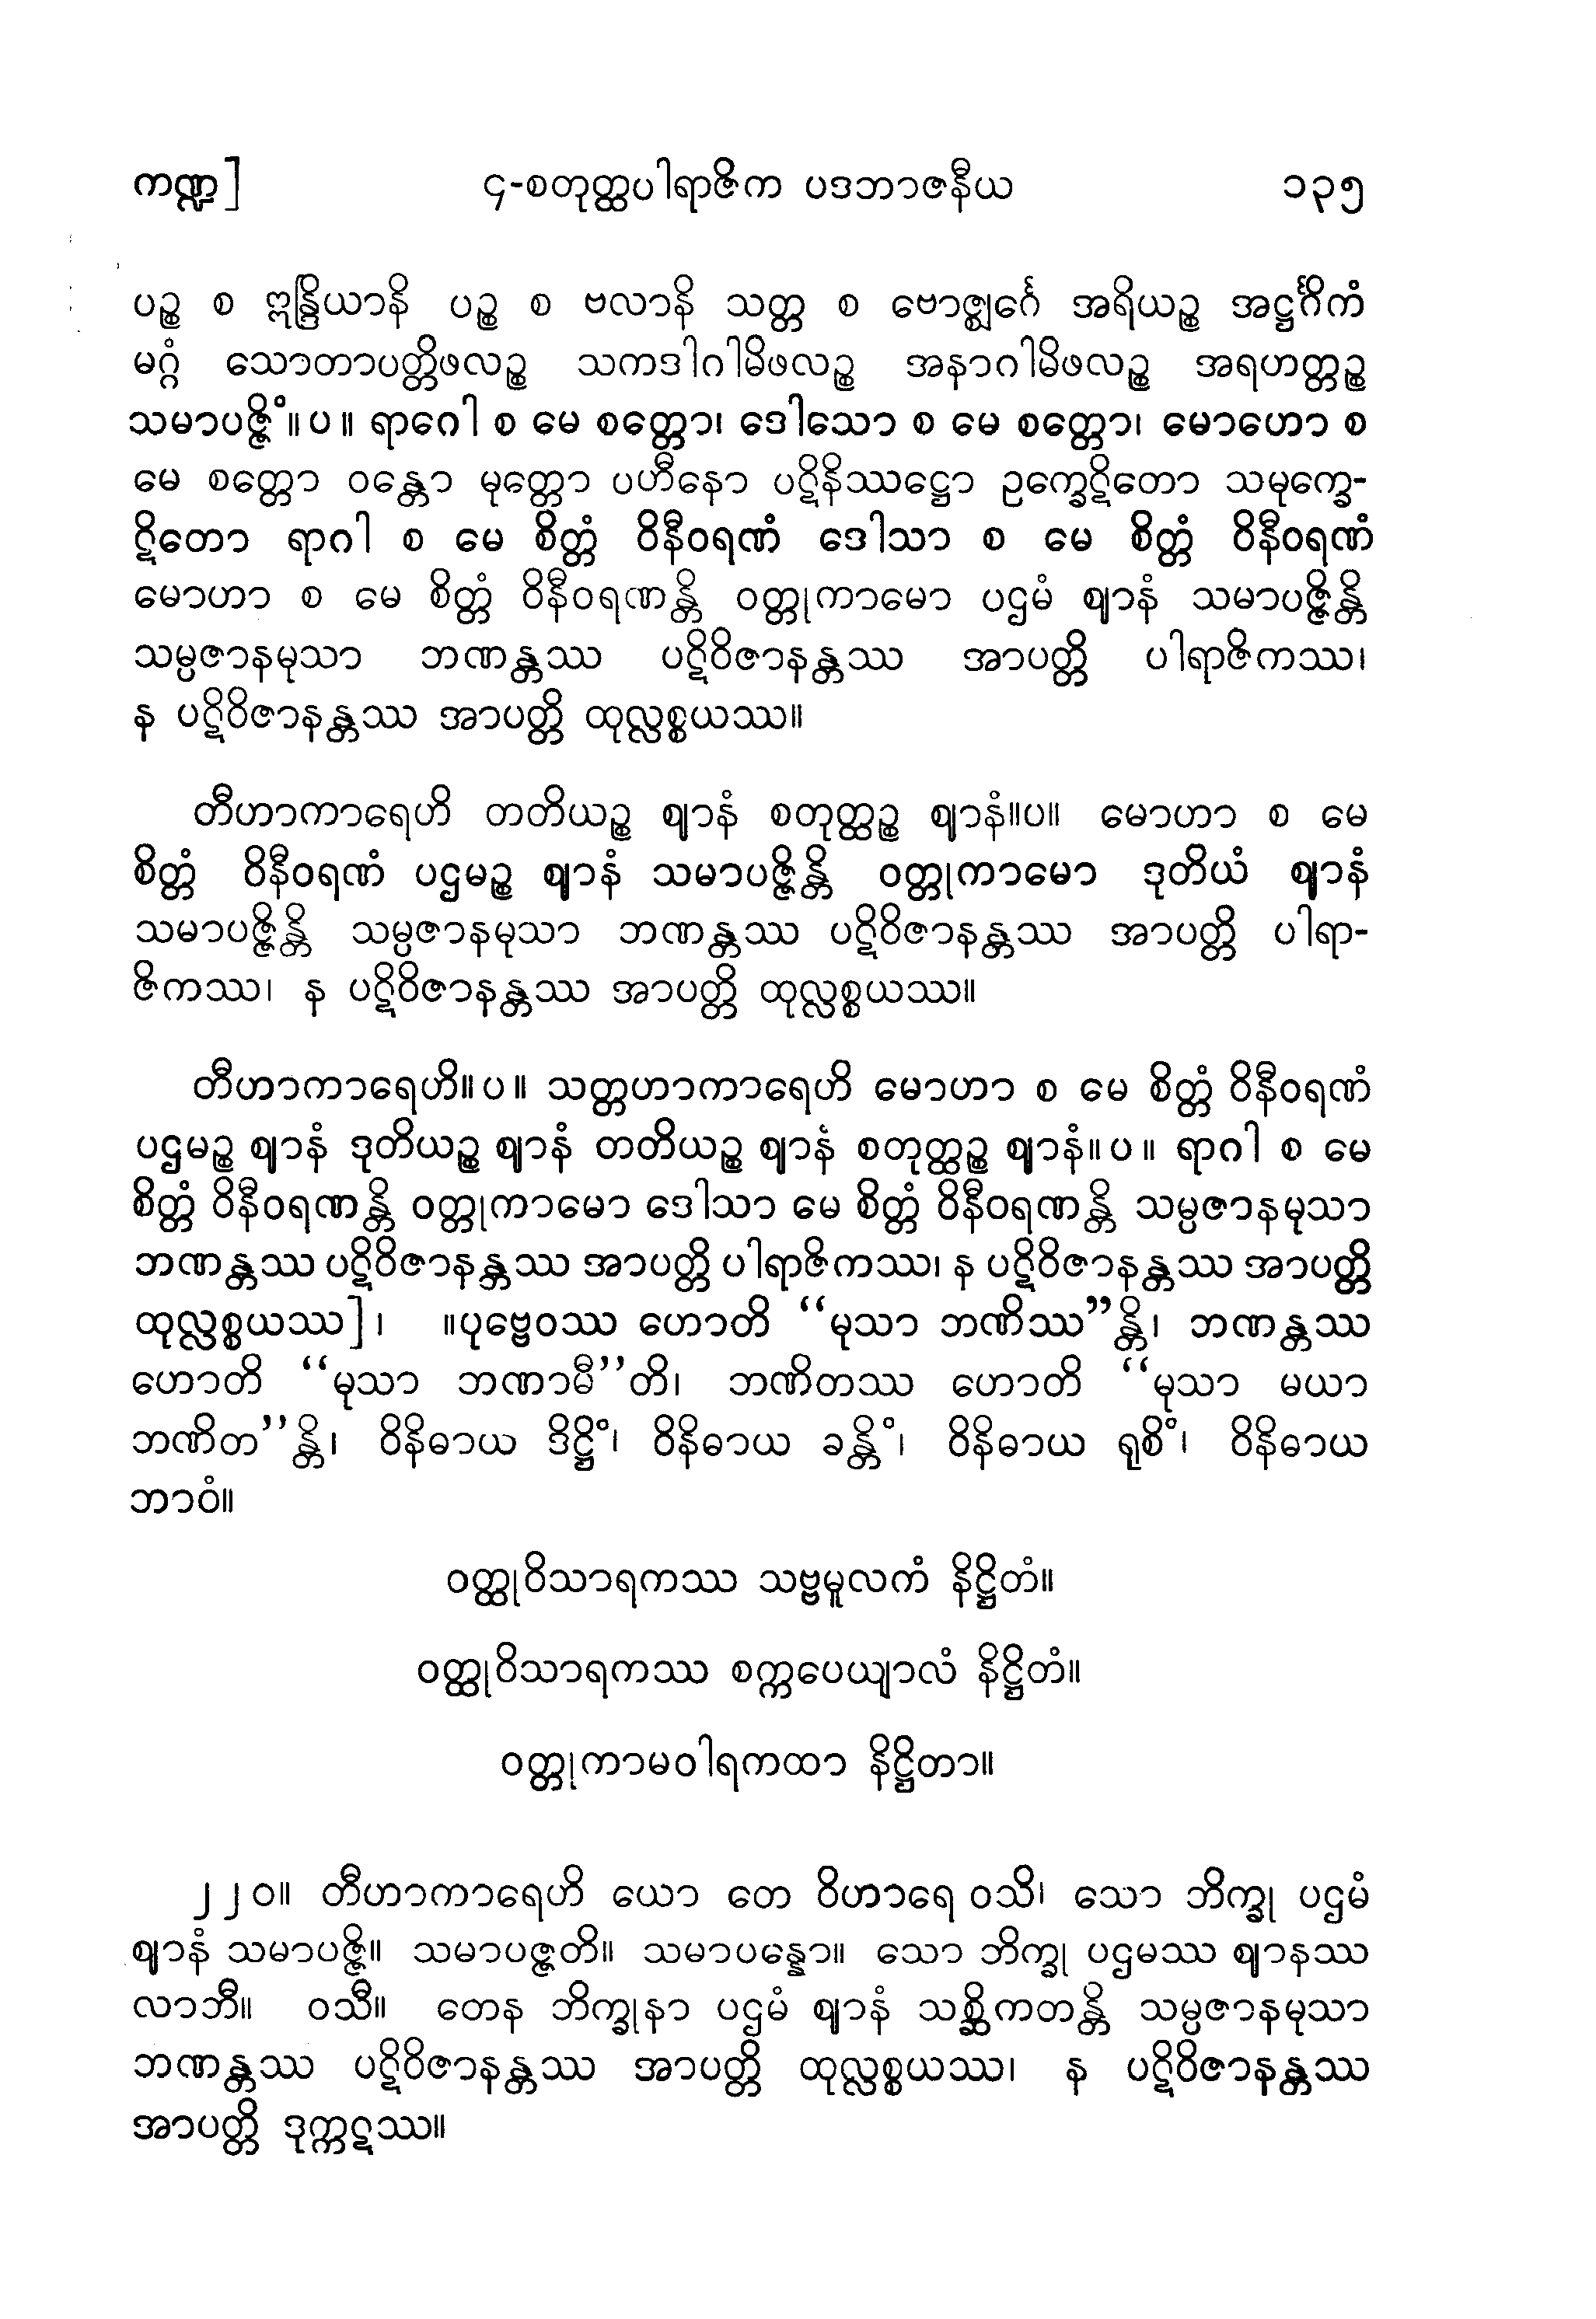 ကဏ္ဍ] ၄-စတုတ္ထပါရာဇိက ပဒဘာဇနီယ ၁၃၅
ပဉ္စ စ ဣန္ဒြိယာနိ ပဉ္စ စ ဗလာနိ သတ္တ စ ဗောဇ္ဈင်္ဂေ အရိယဉ္စ အဋ္ဌင်္ဂိကံ
မဂ္ဂံ သောတာပတ္တိဖလဉ္စ သကဒါဂါမိဖလဉ္စ အနာဂါမိဖလဉ္စ အရဟတ္တဉ္စ
သမာပဇ္ဇိံ။ပ။ ရာဂေါ စ မေ စတ္တော၊ ဒေါသော စ မေ စတ္တော၊ မောဟော စ
မေ စတ္တော ဝန္တော မုတ္တော ပဟီနော ပဋိနိဿဋ္ဌော ဥက္ခေဋိတော သမုက္ခေ-
ဋိတော ရာဂါ စ မေ စိတ္တံ ဝိနီဝရဏံ ဒေါသာ စ မေ စိတ္တံ ဝိနီဝရဏံ
မောဟာ စ မေ စိတ္တံ ဝိနီဝရဏန္တိ ဝတ္တုကာမော ပဌမံ ဈာနံ သမာပဇ္ဇိန္တိ
သမ္ပဇာနမုသာ ဘဏန္တဿ ပဋိဝိဇာနန္တဿ အာပတ္တိ ပါရာဇိကဿ၊
န ပဋိဝိဇာနန္တဿ အာပတ္တိ ထုလ္လစ္စယဿ။
တီဟာကာရေဟိ တတိယဉ္စ ဈာနံ စတုတ္ထဉ္စ ဈာနံ။ပ။ မောဟာ စ မေ
စိတ္တံ ဝိနီဝရဏံ ပဌမဉ္စ ဈာနံ သမာပဇ္ဇိန္တိ ဝတ္တုကာမော ဒုတိယံ ဈာနံ
သမာပဇ္ဇိန္တိ သမ္ပဇာနမုသာ ဘဏန္တဿ ပဋိဝိဇာနန္တဿ အာပတ္တိ ပါရာ-
ဇိကဿ၊ န ပဋိဝိဇာနန္တဿ အာပတ္တိ ထုလ္လစ္စယဿ။
တီဟာကာရေဟိ။ပ။ သတ္တဟာကာရေဟိ မောဟာ စ မေ စိတ္တံ ဝိနီဝရဏံ
ပဌမဉ္စ ဈာနံ ဒုတိယဉ္စ ဈာနံ တတိယဉ္စ ဈာနံ စတုတ္ထဉ္စ ဈာနံ။ပ။ ရာဂါ စ မေ
စိတ္တံ ဝိနီဝရဏန္တိ ဝတ္တုကာမော ဒေါသာ မေ စိတ္တံ ဝိနီဝရဏန္တိ သမ္ပဇာနမုသာ
ဘဏန္တဿ ပဋိဝိဇာနန္တဿ အာပတ္တိ ပါရာဇိကဿ၊ န ပဋိဝိဇာနန္တဿ အာပတ္တိ
ထုလ္လစ္စယဿ]၊ ။ပုဗ္ဗေဝဿ ဟောတိ “မုသာ ဘဏိဿ”န္တိ၊ ဘဏန္တဿ
ဟောတိ “မုသာ ဘဏာမီ”တိ၊ ဘဏိတဿ ဟောတိ “မုသာ မယာ
ဘဏိတ”န္တိ၊ ဝိနိဓာယ ဒိဋ္ဌိံ၊ ဝိနိဓာယ ခန္တိံ၊ ဝိနိဓာယ ရုစိံ၊ ဝိနိဓာယ
ဘာဝံ။
ဝတ္ထုဝိသာရကဿ သဗ္ဗမူလကံ နိဋ္ဌိတံ။
ဝတ္ထုဝိသာရကဿ စက္ကပေယျာလံ နိဋ္ဌိတံ။
ဝတ္တုကာမဝါရကထာ နိဋ္ဌိတာ။
၂၂၀။ တီဟာကာရေဟိ ယော တေ ဝိဟာရေ ဝသိ၊ သော ဘိက္ခု ပဌမံ
ဈာနံ သမာပဇ္ဇိ။ သမာပဇ္ဇတိ။ သမာပန္နော။ သော ဘိက္ခု ပဌမဿ ဈာနဿ
လာဘီ။ ဝသီ။ တေန ဘိက္ခုနာ ပဌမံ ဈာနံ သစ္ဆိကတန္တိ သမ္ပဇာနမုသာ
ဘဏန္တဿ ပဋိဝိဇာနန္တဿ အာပတ္တိ ထုလ္လစ္စယဿ၊ န ပဋိဝိဇာနန္တဿ
အာပတ္တိ ဒုက္ကဋဿ။